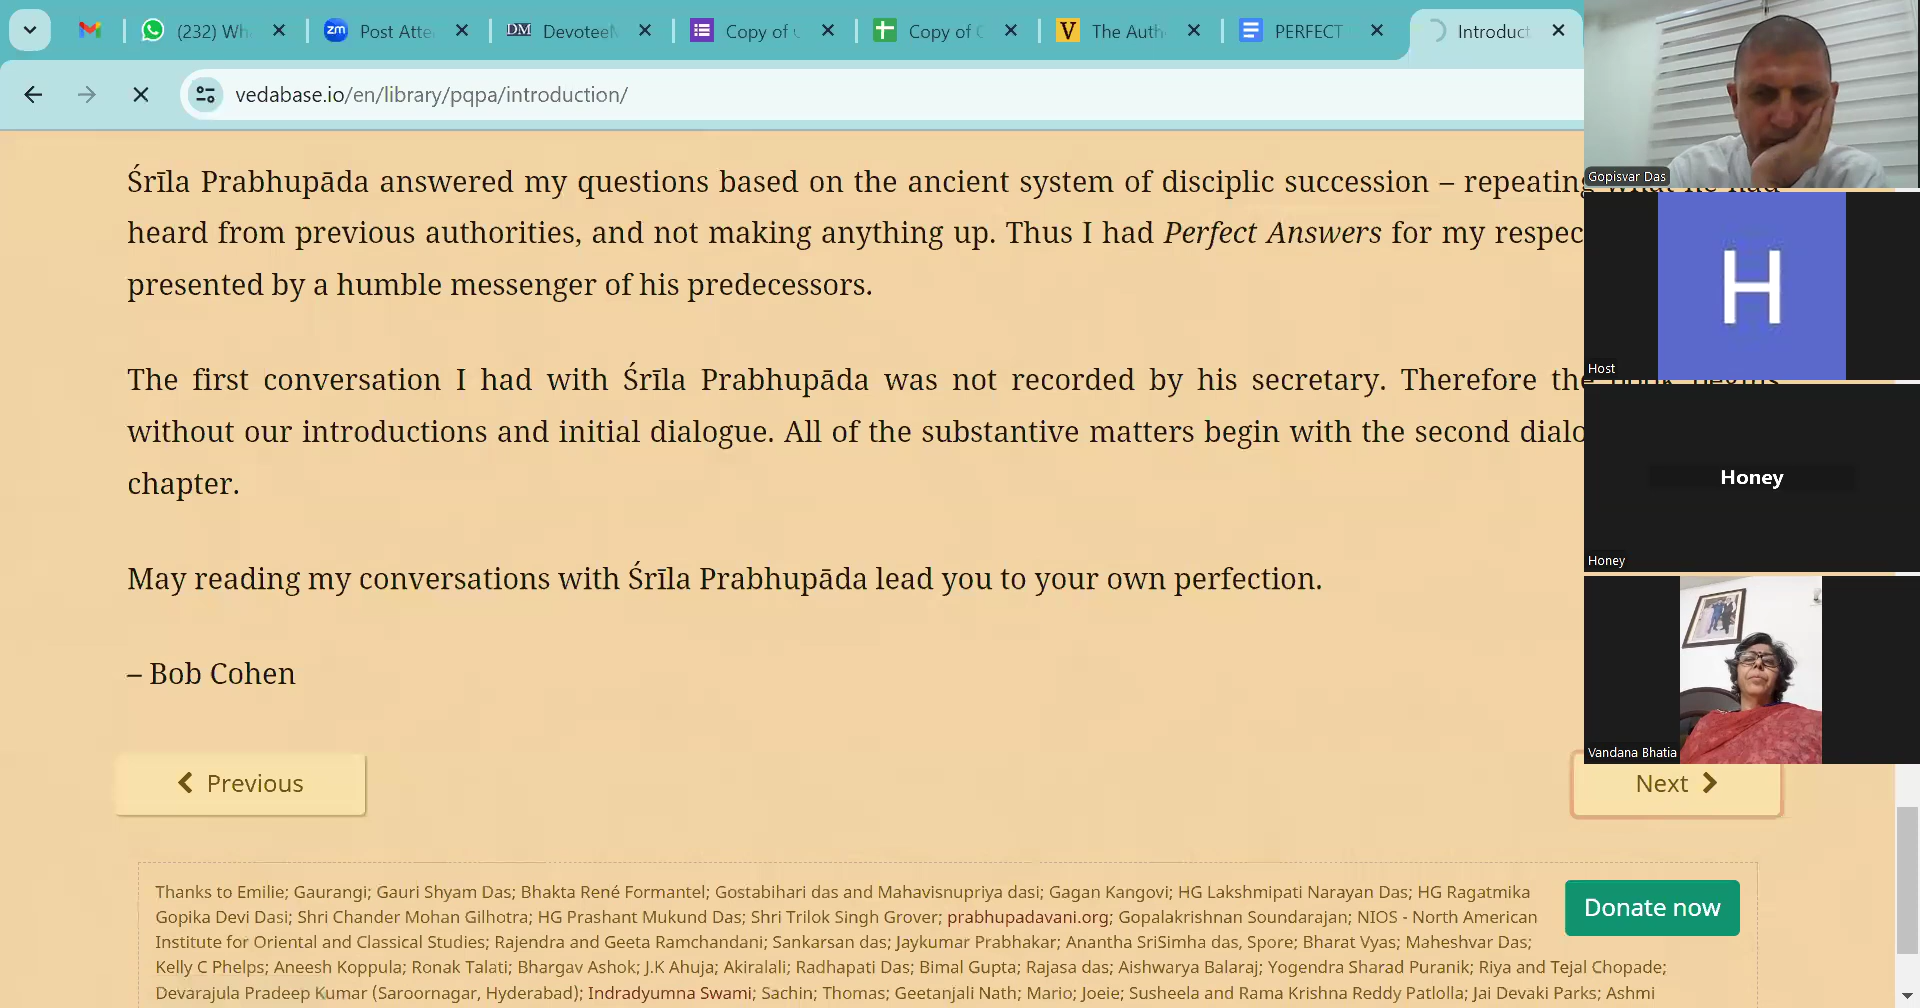 (232) Wh
Post Atte
DM DevoteeM
Copy of
Copy of
The Auth
PERFECT
Introduct
vedabase.io/en/library/pqpa/introduction/
Śrīla Prabhupāda answered my questions based on the ancient system of disciplic succession – repeating what he had
heard from previous authorities, and not making anything up. Thus I had Perfect Answers for my respec
presented by a humble messenger of his predecessors.
The first conversation I had with Śrīla Prabhupāda was not recorded by his secretary. Therefore the book begins
without our introductions and initial dialogue. All of the substantive matters begin with the second dialo
chapter.
May reading my conversations with Śrīla Prabhupāda lead you to your own perfection.
– Bob Cohen
Previous
Next
Thanks to Emilie; Gaurangi; Gauri Shyam Das; Bhakta René Formantel; Gostabihari das and Mahavisnupriya dasi; Gagan Kangovi; HG Lakshmipati Narayan Das; HG Ragatmika
Gopika Devi Dasi; Shri Chander Mohan Gilhotra; HG Prashant Mukund Das; Shri Trilok Singh Grover; prabhupadavani.org; Gopalakrishnan Soundarajan; NIOS - North American
Institute for Oriental and Classical Studies; Rajendra and Geeta Ramchandani; Sankarsan das; Jaykumar Prabhakar; Anantha SriSimha das, Spore; Bharat Vyas; Maheshvar Das;
Kelly C Phelps; Aneesh Koppula; Ronak Talati; Bhargav Ashok; J.K Ahuja; Akiralali; Radhapati Das; Bimal Gupta; Rajasa das; Aishwarya Balaraj; Yogendra Sharad Puranik; Riya and Tejal Chopade;
Devarajula Pradeep Kumar (Saroornagar, Hyderabad); Indradyumna Swami; Sachin; Thomas; Geetanjali Nath; Mario; Joeie; Susheela and Rama Krishna Reddy Patlolla; Jai Devaki Parks; Ashmi
Donate now
Gopisvar Das
H
Host
Honey
Honey
Vandana Bhatia